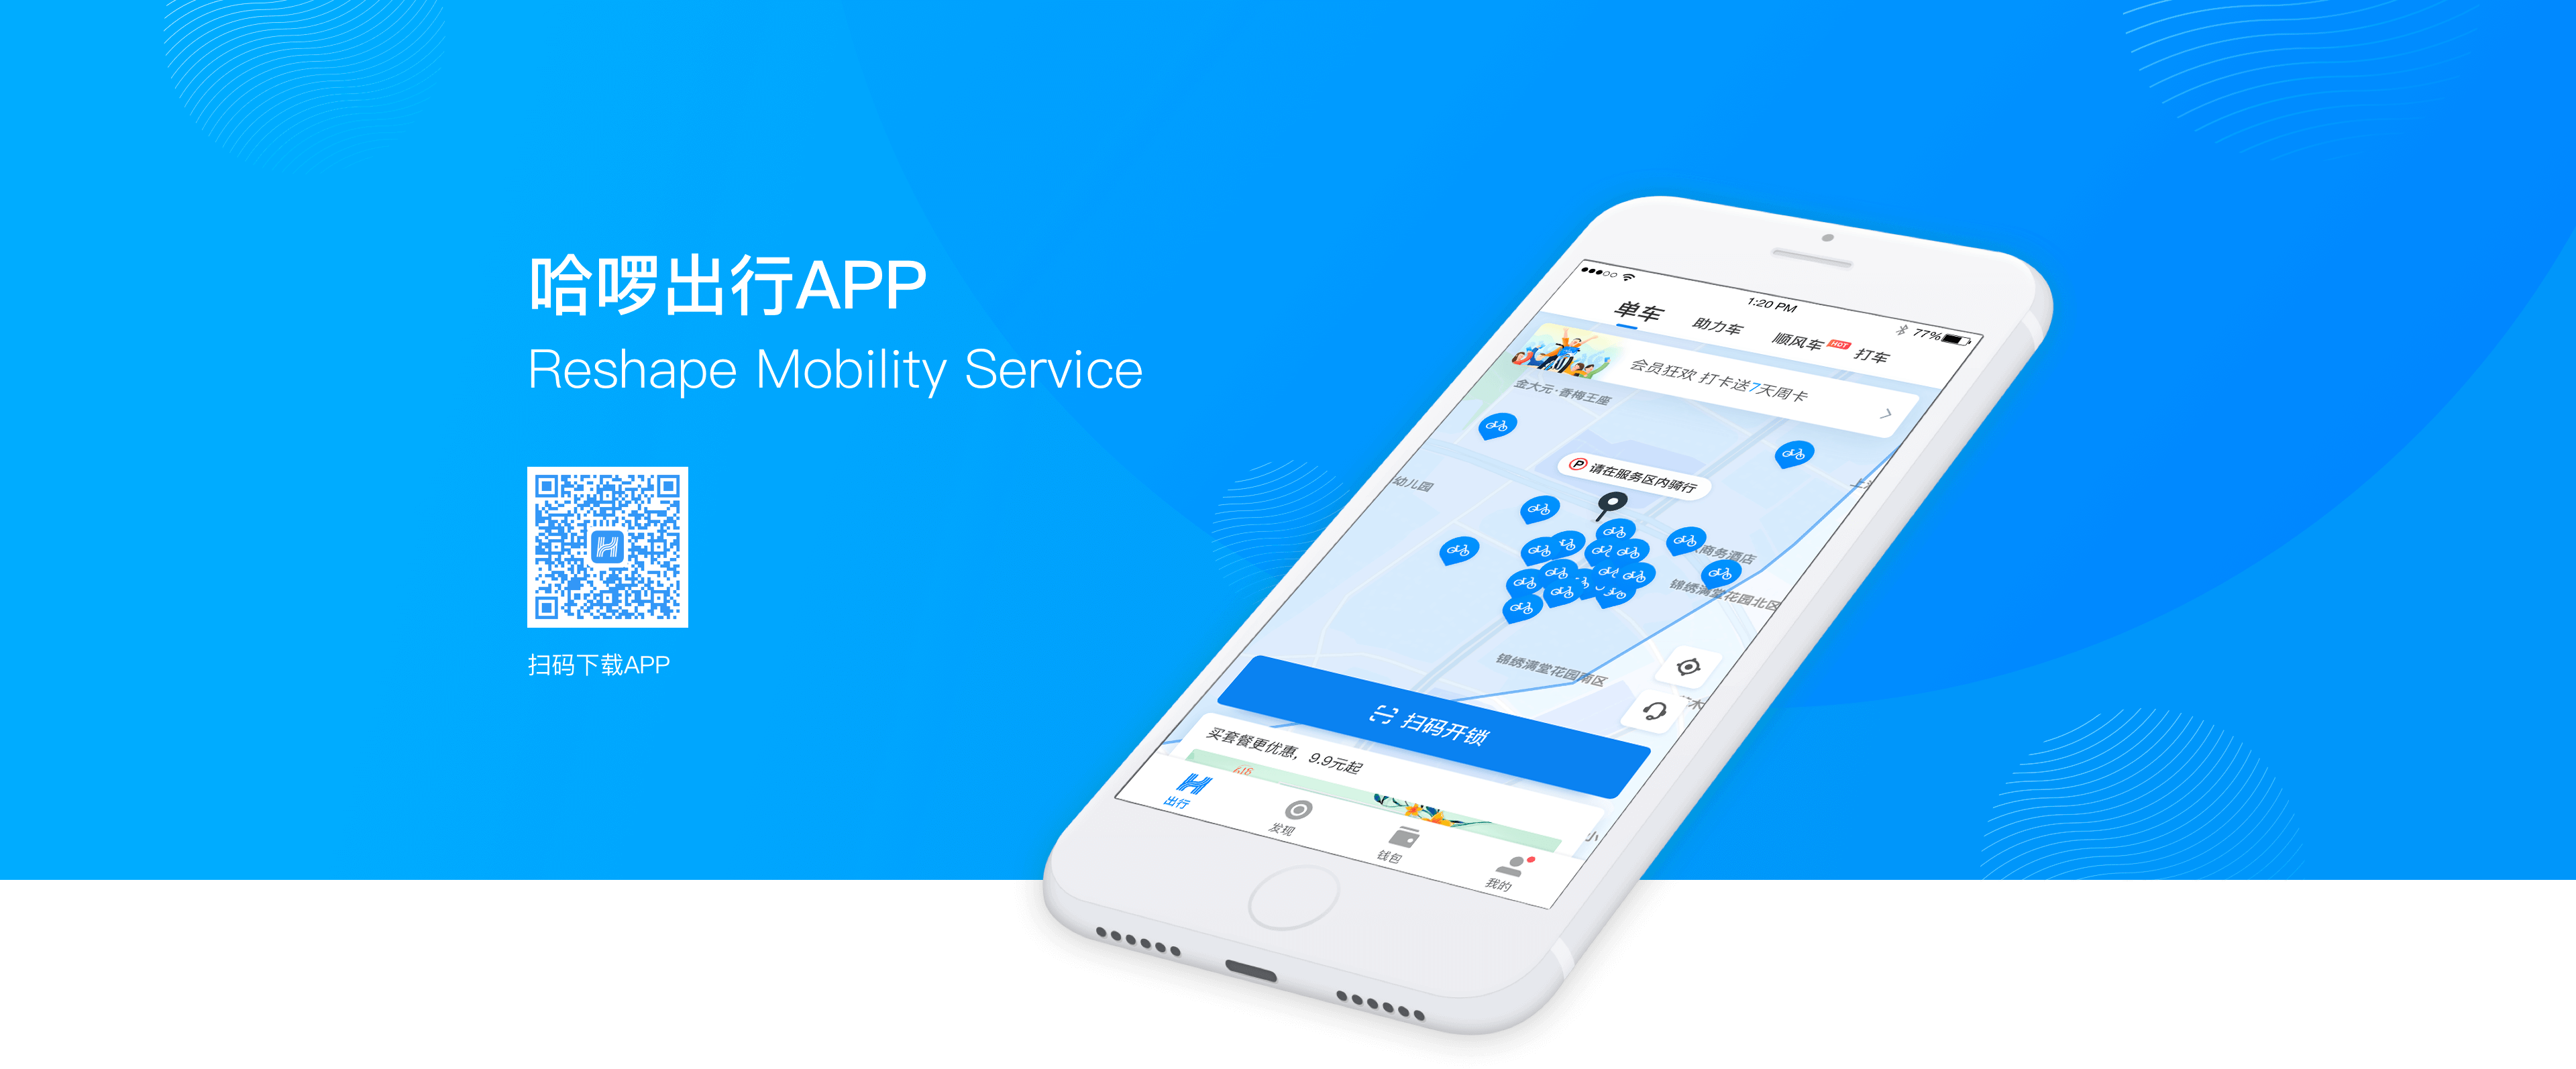 哈啰出行APP
Reshape Mobility Service
扫码下载APP
1:20 PM
77%
单车 助力车 顺风车 HOT 打车
会员狂欢 打卡送7天周卡
金大元·香梅王座
P 请在服务区内骑行
幼儿园
商务酒店
锦绣满堂花园北区
锦绣满堂花园南区
扫码开锁
买套餐更优惠，9.9元起
出行 发现 钱包 我的